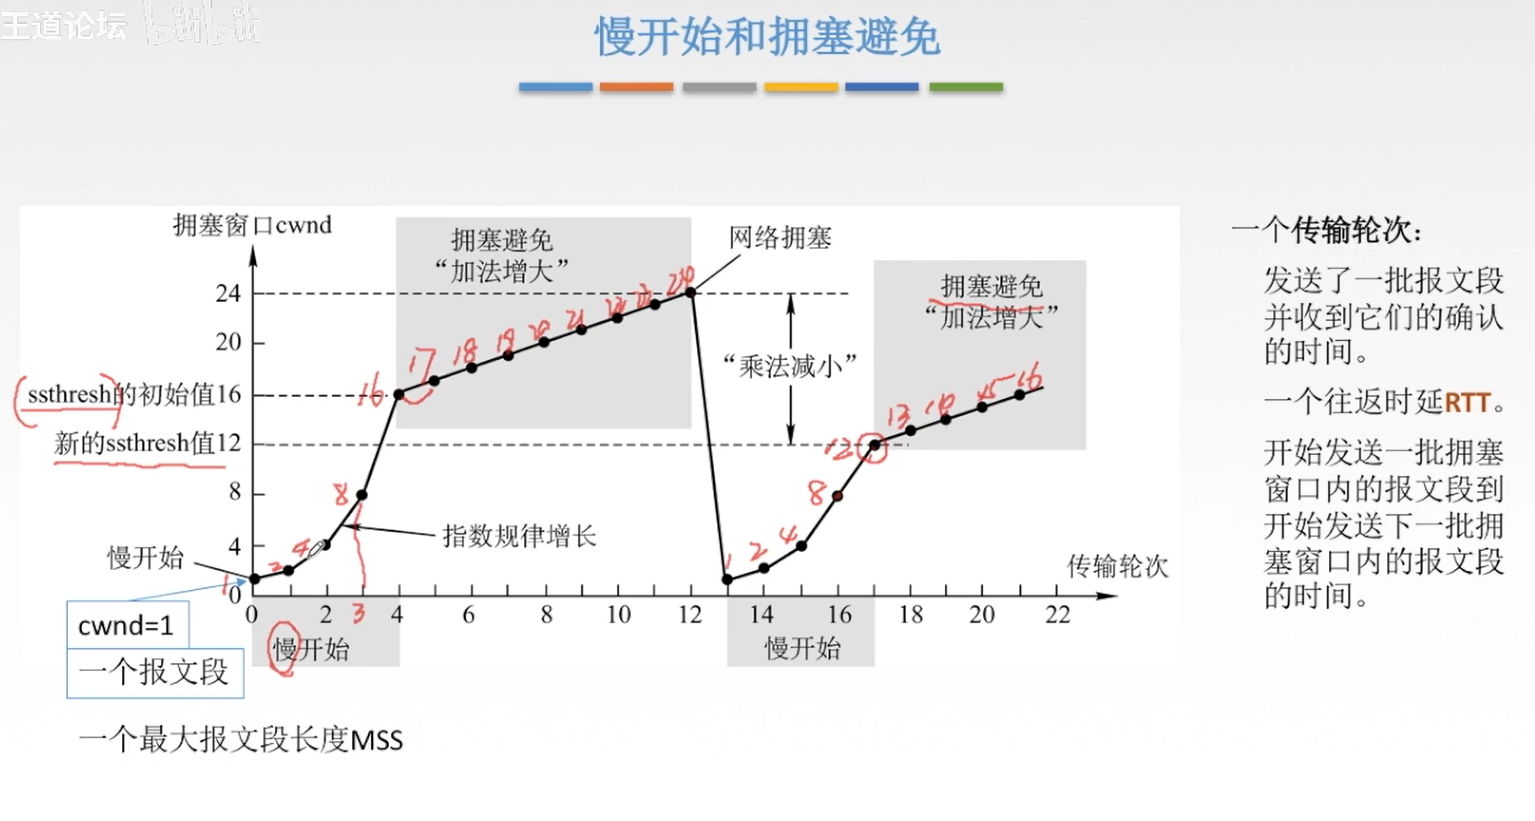 王道论坛 bilibili
慢开始和拥塞避免
拥塞窗口cwnd
拥塞避免
“加法增大”
网络拥塞
拥塞避免
“加法增大”
24
20
ssthresh的初始值16
新的ssthresh值12
8
4
0
“乘法减小”
慢开始
指数规律增长
传输轮次
0 2 4 6 8 10 12 14 16 18 20 22
慢开始
慢开始
cwnd=1
一个报文段
一个最大报文段长度MSS
1 2 4 8 16 17 18 19 20 21 22 23 24
3
1 2 4 8 12 13 14 15 16
一个传输轮次：
发送了一批报文段
并收到它们的确认
的时间。
一个往返时延RTT。
开始发送一批拥塞
窗口内的报文段到
开始发送下一批拥
塞窗口内的报文段
的时间。